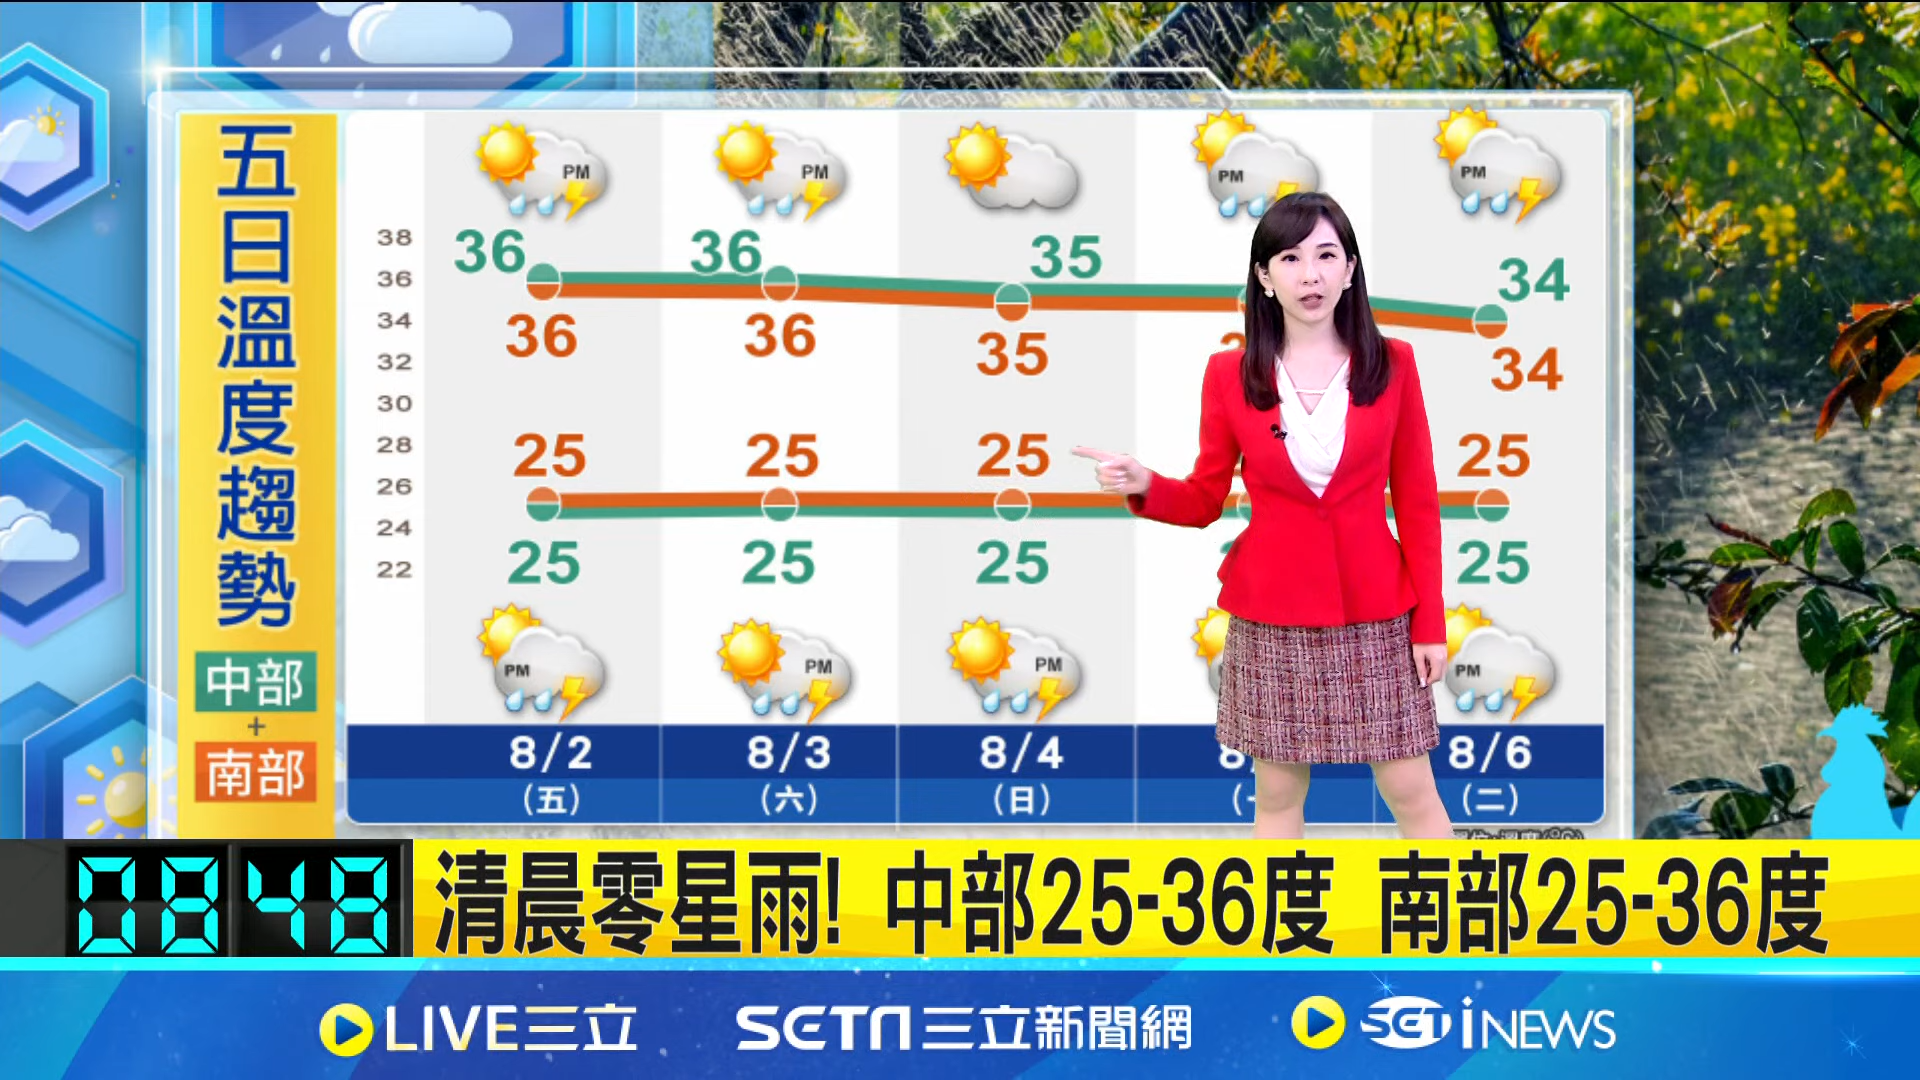 五日溫度趨勢
中部
+
南部
PM PM PM PM
38
36
34
32
30
28
26
24
22
36 36 35 34
36 36 35 34
25 25 25 25
25 25 25 25
PM PM PM PM
8/2 8/3 8/4 8/6
(五) (六) (日) (二)
08 48
清晨零星雨! 中部25-36度 南部25-36度
LIVE三立 SETN三立新聞網 SET iNEWS